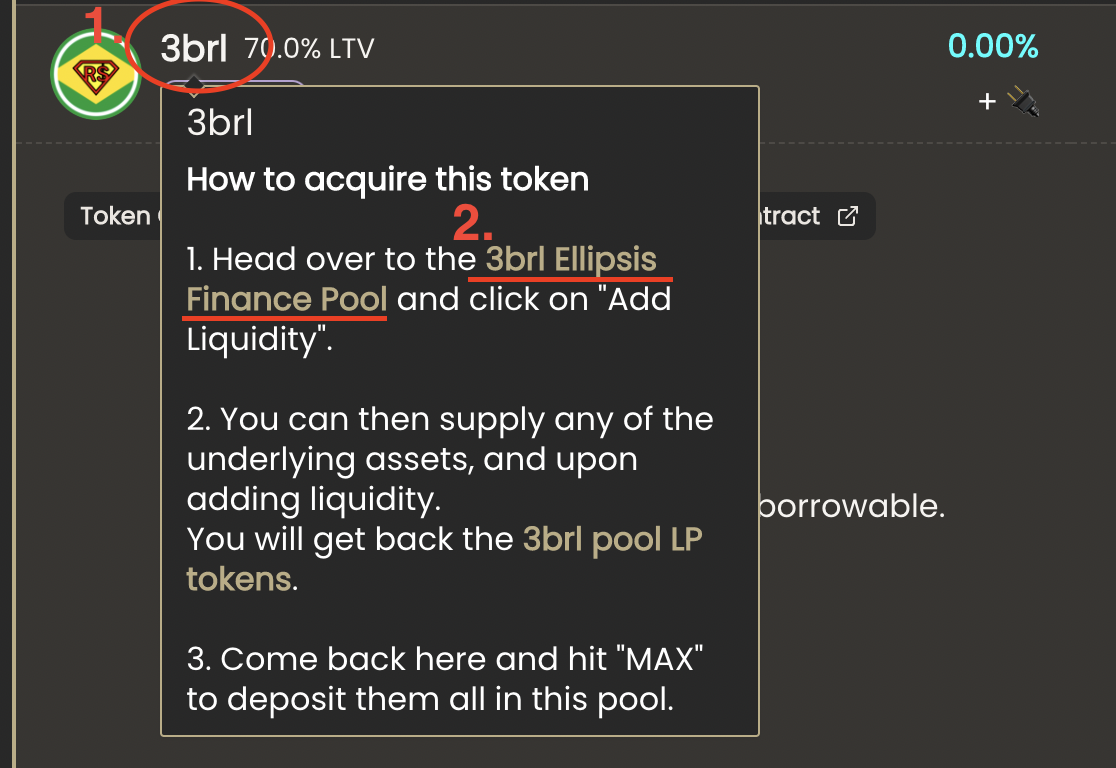 1.
3brl 70.0% LTV
0.00%
R$
+
3brl
How to acquire this token
2.
Token
ntract
1. Head over to the 3brl Ellipsis
Finance Pool and click on "Add
Liquidity".
2. You can then supply any of the
underlying assets, and upon
adding liquidity.
borrowable.
You will get back the 3brl pool LP
tokens.
3. Come back here and hit "MAX"
to deposit them all in this pool.